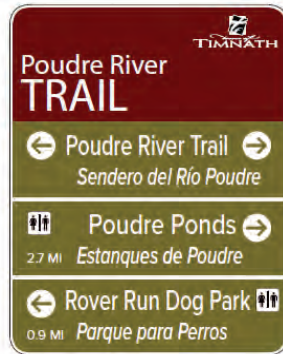 TIMNATH
Poudre River
TRAIL
Poudre River Trail
Sendero del Río Poudre
Poudre Ponds
2.7 MI Estanques de Poudre
Rover Run Dog Park
0.9 MI Parque para Perros